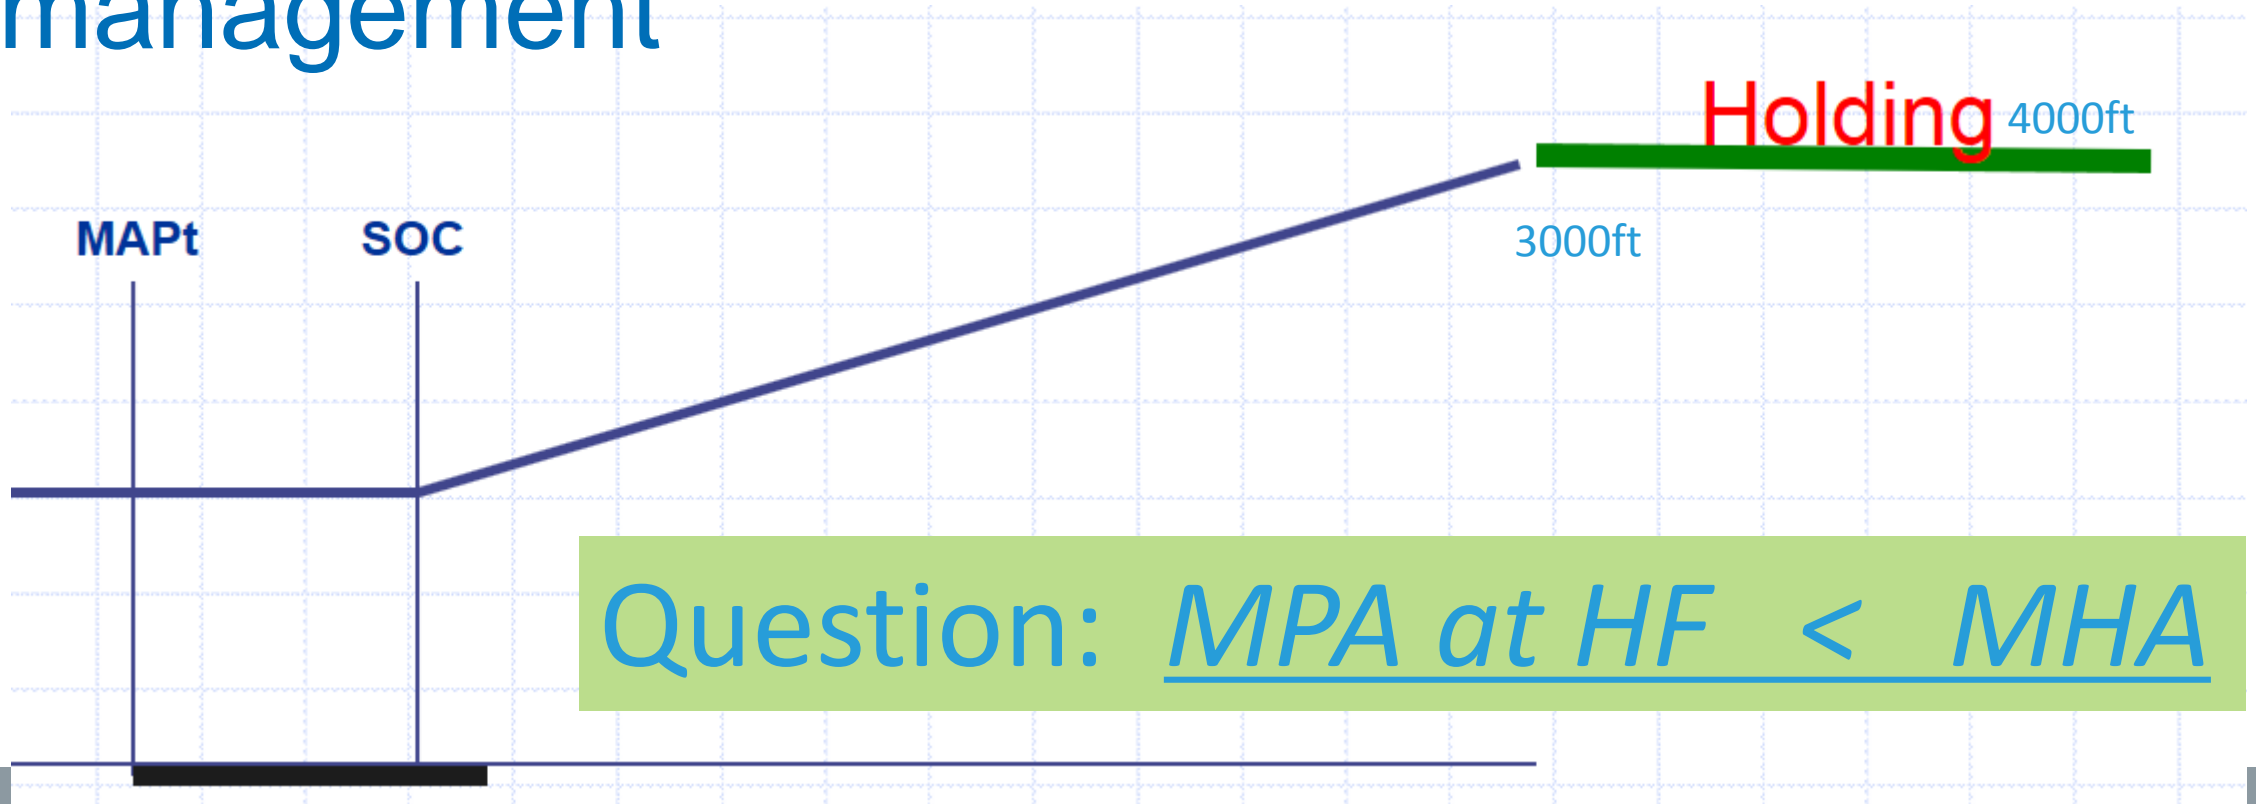 management
Holding 4000ft
MAPt SOC
3000ft
Question: MPA at HF < MHA